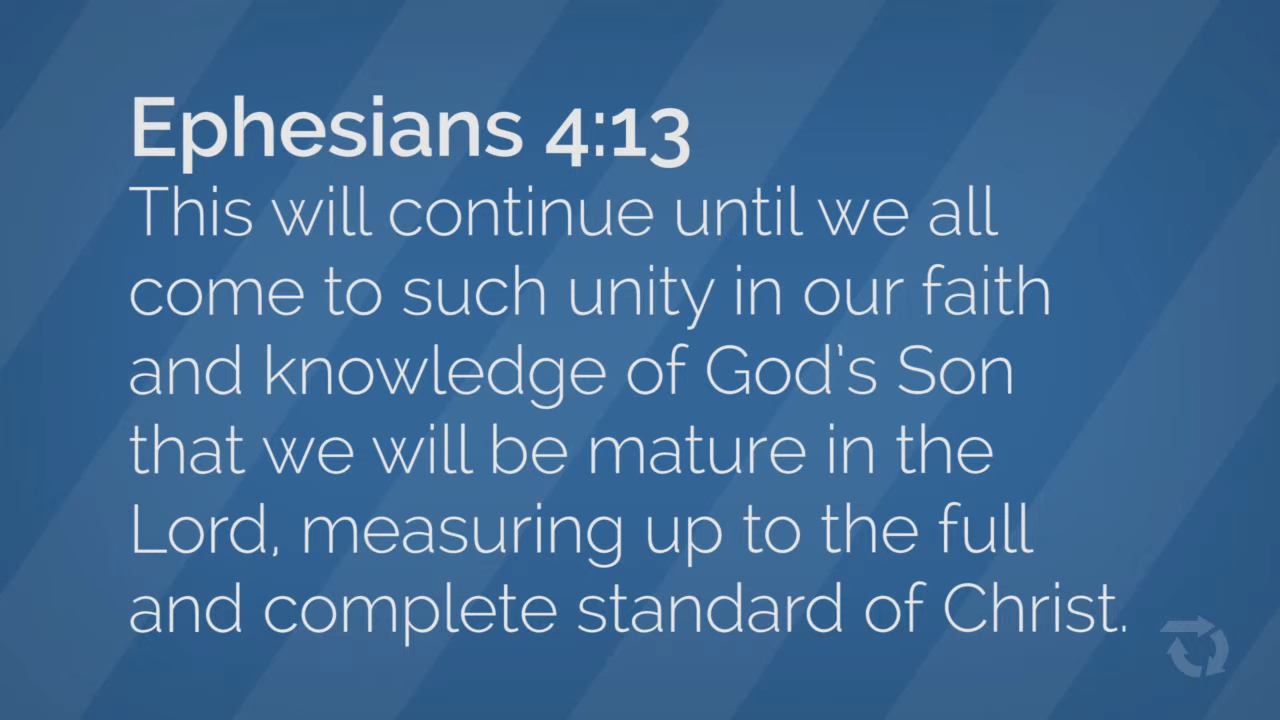 Ephesians 4:13
This will continue until we all
come to such unity in our faith
and knowledge of God's Son
that we will be mature in the
Lord, measuring up to the full
and complete standard of Christ.